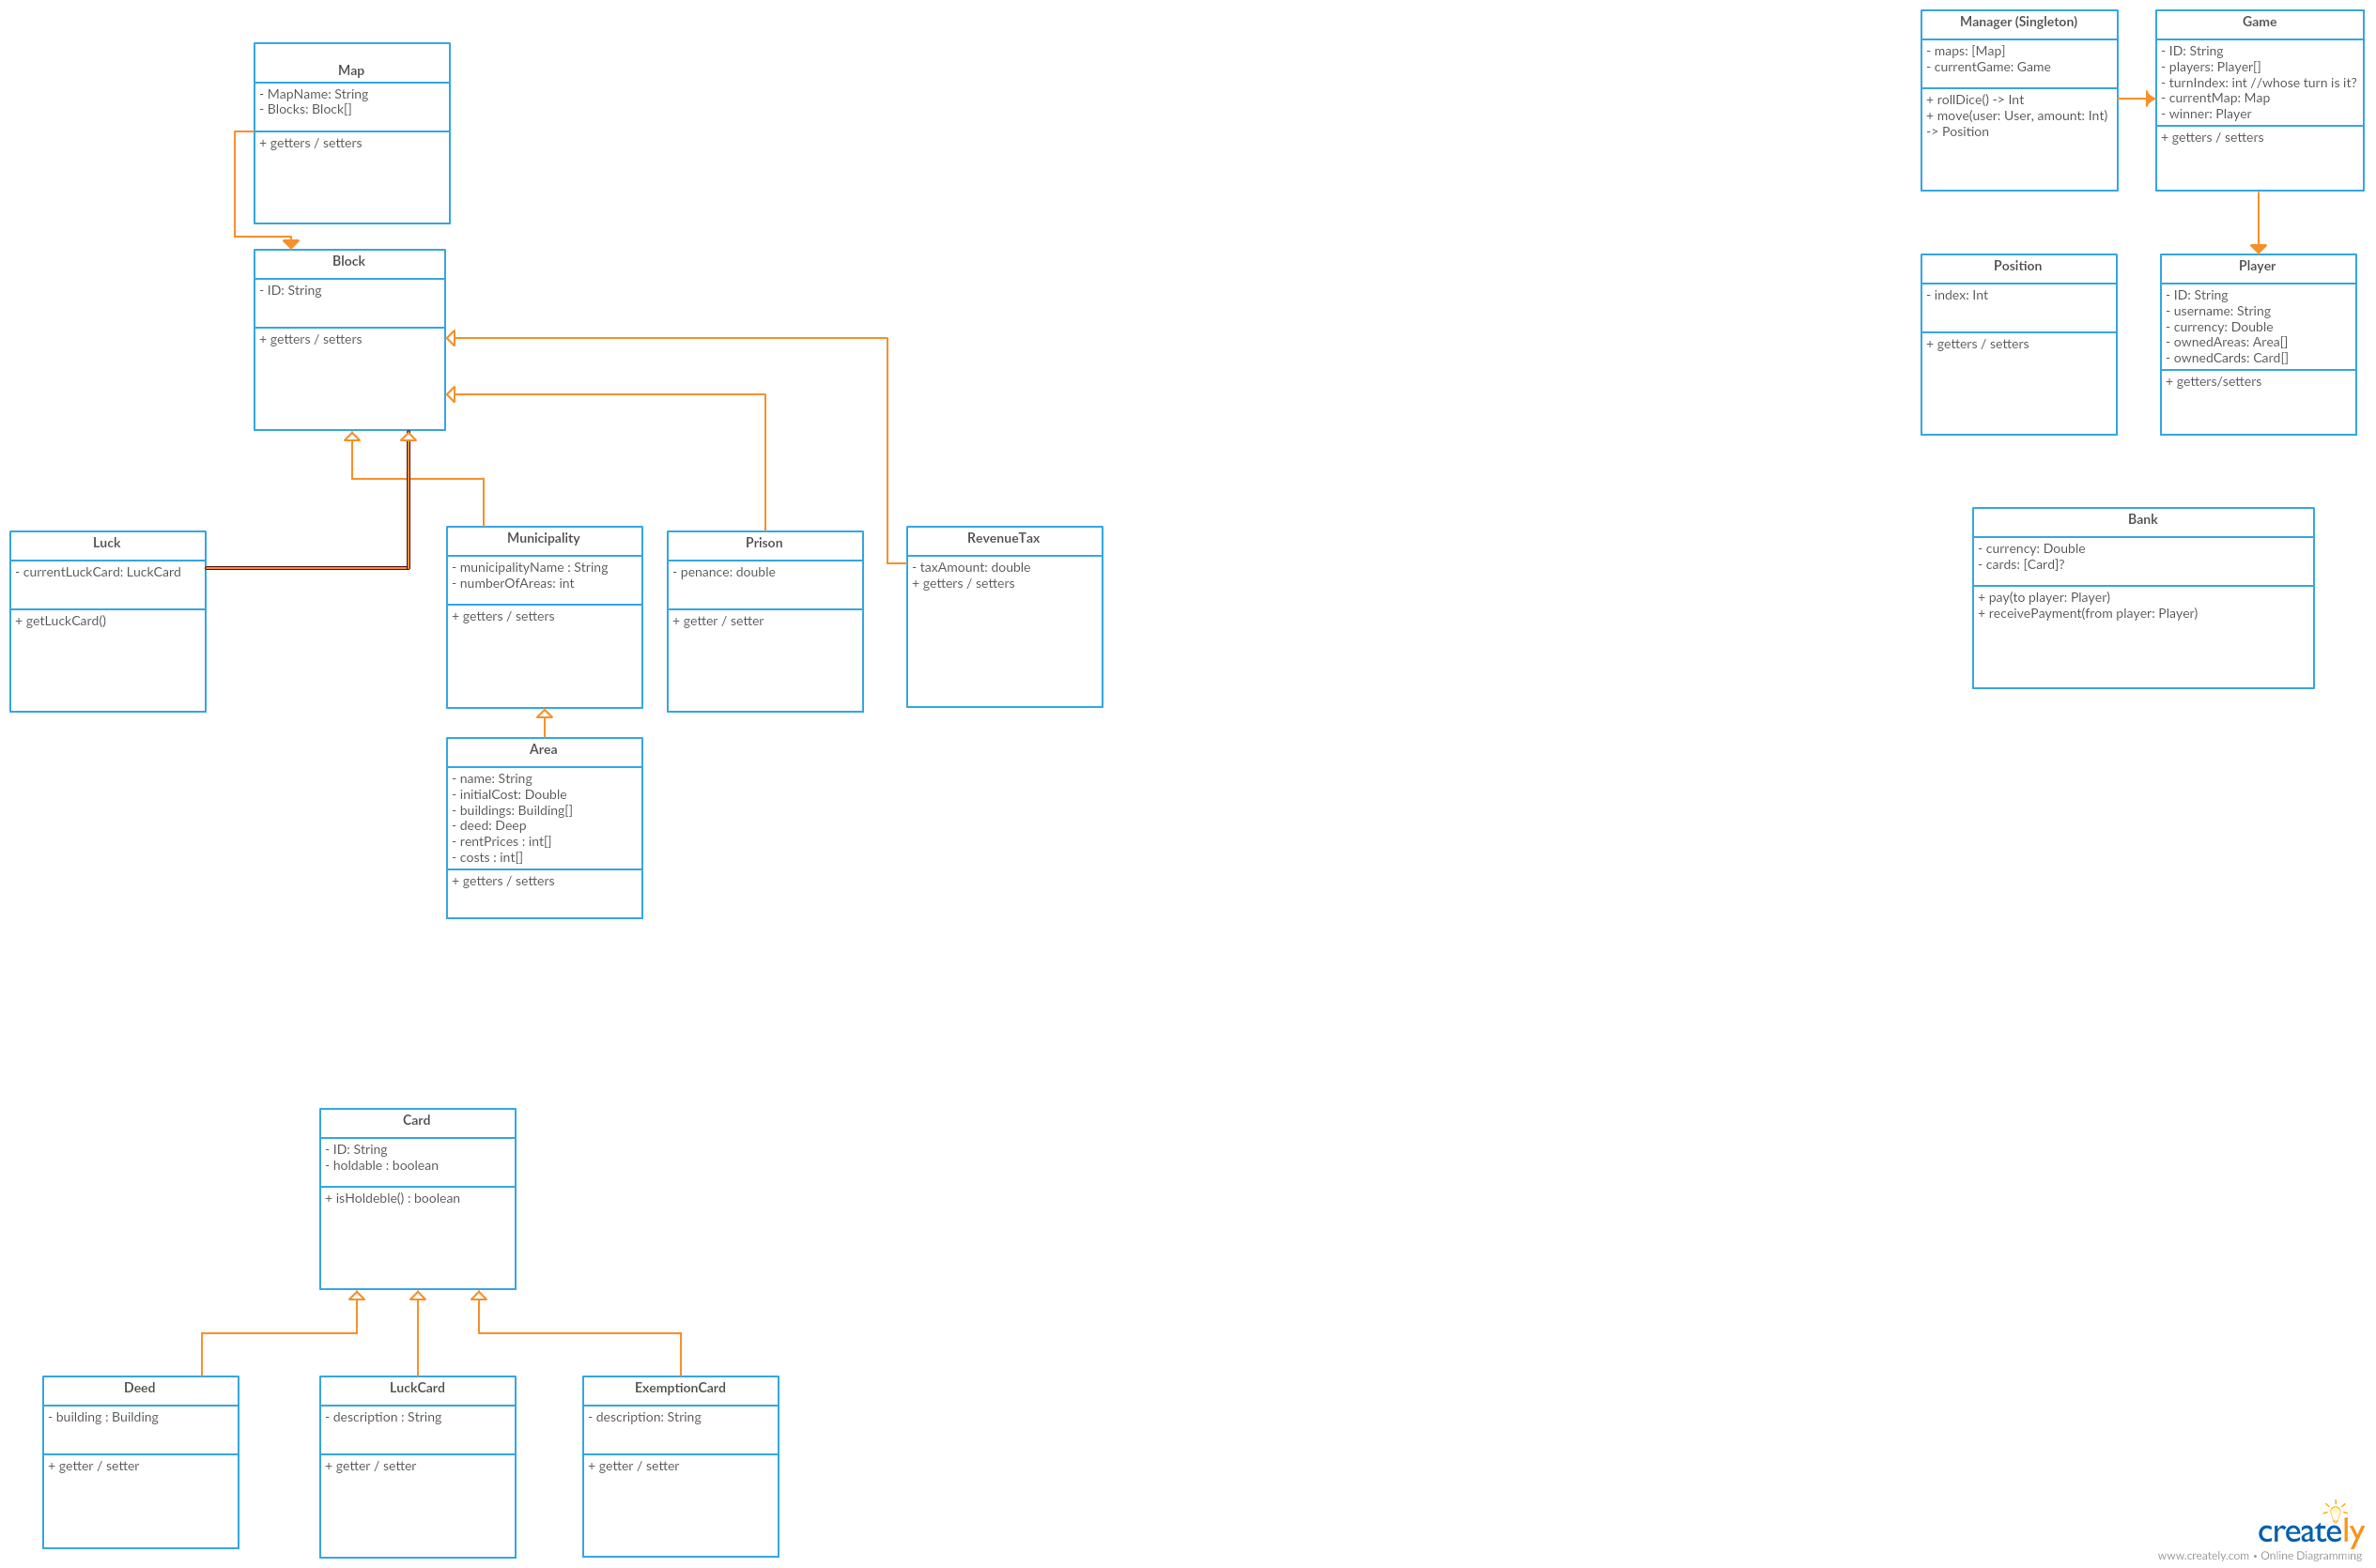 Map
- MapName: String
- Blocks: Block[]
+ getters / setters
Block
- ID: String
+ getters / setters
Luck
- currentLuckCard: LuckCard
+ getLuckCard()
Municipality
- municipalityName : String
- numberOfAreas: int
+ getters / setters
Prison
- penance: double
+ getter / setter
RevenueTax
- taxAmount: double
+ getters / setters
Area
- name: String
- initialCost: Double
- buildings: Building[]
- deed: Deep
- rentPrices : int[]
- costs : int[]
+ getters / setters
Card
- ID: String
- holdable : boolean
+ isHoldeble() : boolean
Deed
- building : Building
+ getter / setter
LuckCard
- description : String
+ getter / setter
ExemptionCard
- description: String
+ getter / setter
Manager (Singleton)
- maps: [Map]
- currentGame: Game
+ rollDice() -> Int
+ move(user: User, amount: Int)
-> Position
Game
- ID: String
- players: Player[]
- turnIndex: int //whose turn is it?
- currentMap: Map
- winner: Player
+ getters / setters
Position
- index: Int
+ getters / setters
Player
- ID: String
- username: String
- currency: Double
- ownedAreas: Area[]
- ownedCards: Card[]
+ getters/setters
Bank
- currency: Double
- cards: [Card]?
+ pay(to player: Player)
+ receivePayment(from player: Player)
creately
www.creately.com • Online Diagramming